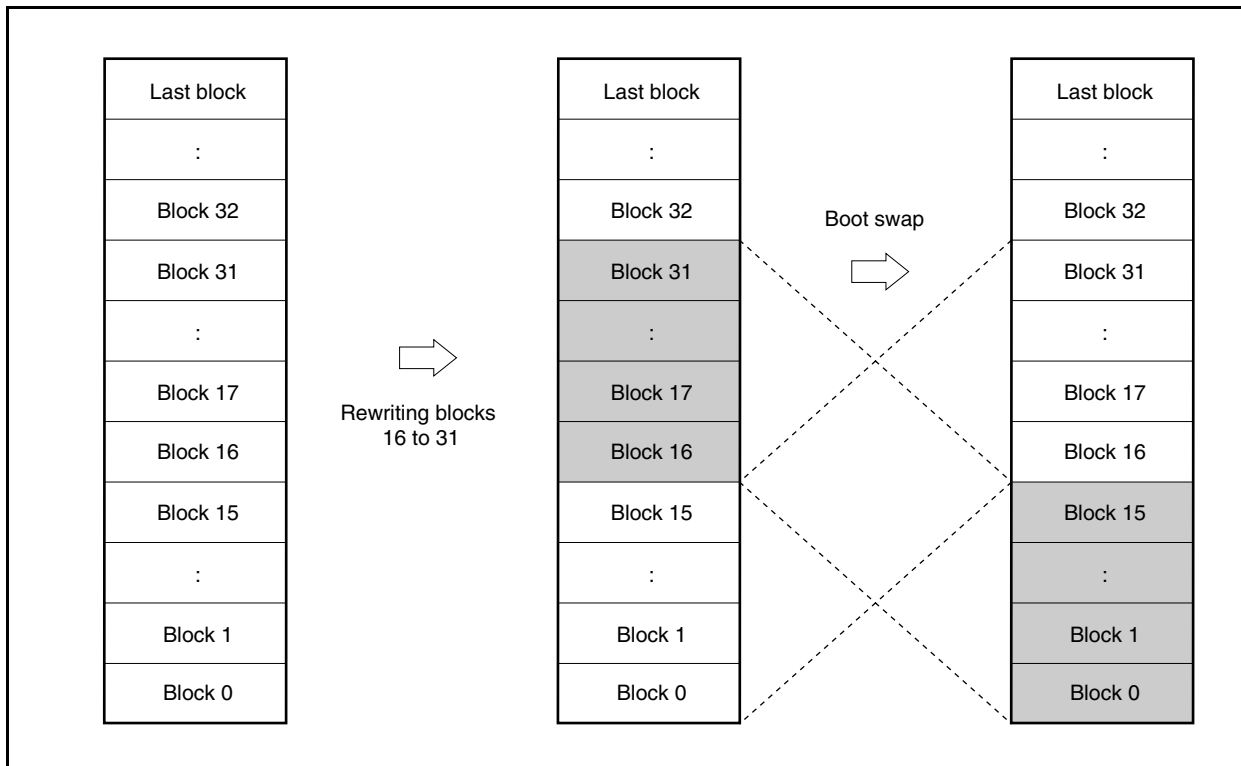 Last block
:
Block 32
Block 31
:
Block 17
Block 16
Block 15
:
Block 1
Block 0
Rewriting blocks
16 to 31
Last block
:
Block 32
Block 31
:
Block 17
Block 16
Block 15
:
Block 1
Block 0
Boot swap
Last block
:
Block 32
Block 31
:
Block 17
Block 16
Block 15
:
Block 1
Block 0